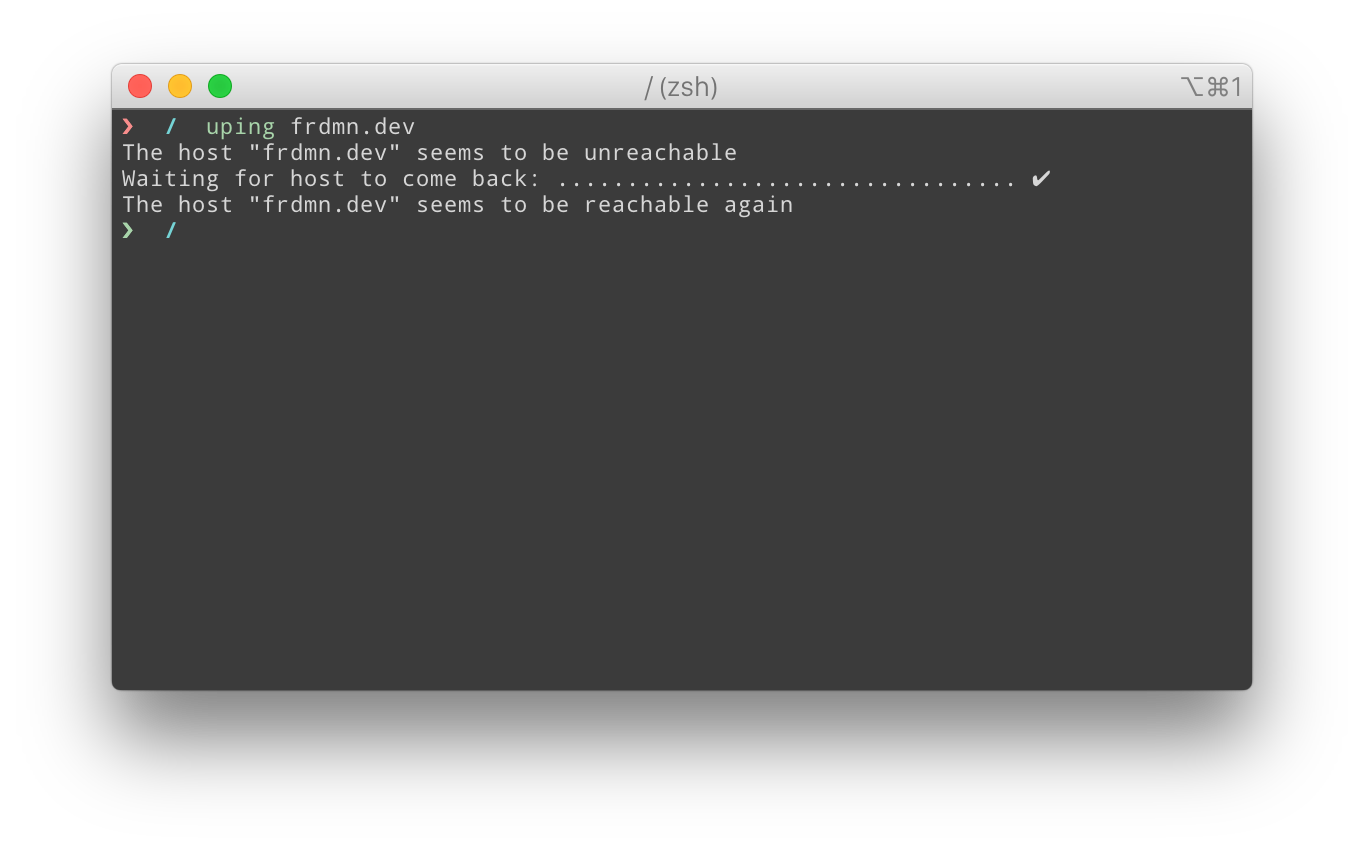 / (zsh)
⌥⌘1
❯ / uping frdmn.dev
The host "frdmn.dev" seems to be unreachable
Waiting for host to come back: ................................. ✔
The host "frdmn.dev" seems to be reachable again
❯ /